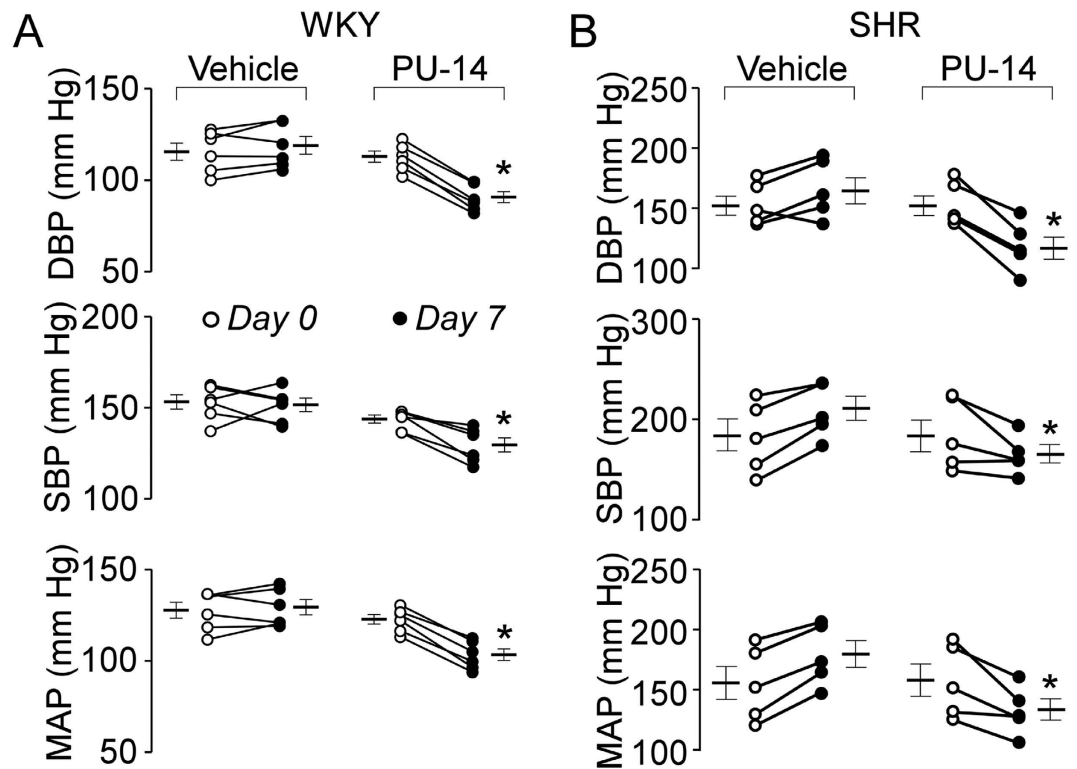 A WKY
Vehicle PU-14
DBP (mm Hg)
150
100
50
*
SBP (mm Hg)
200
150
100
Day 0 Day 7
*
MAP (mm Hg)
150
100
50
*
B SHR
Vehicle PU-14
DBP (mm Hg)
250
200
150
100
*
SBP (mm Hg)
300
200
100
*
MAP (mm Hg)
250
200
150
100
*